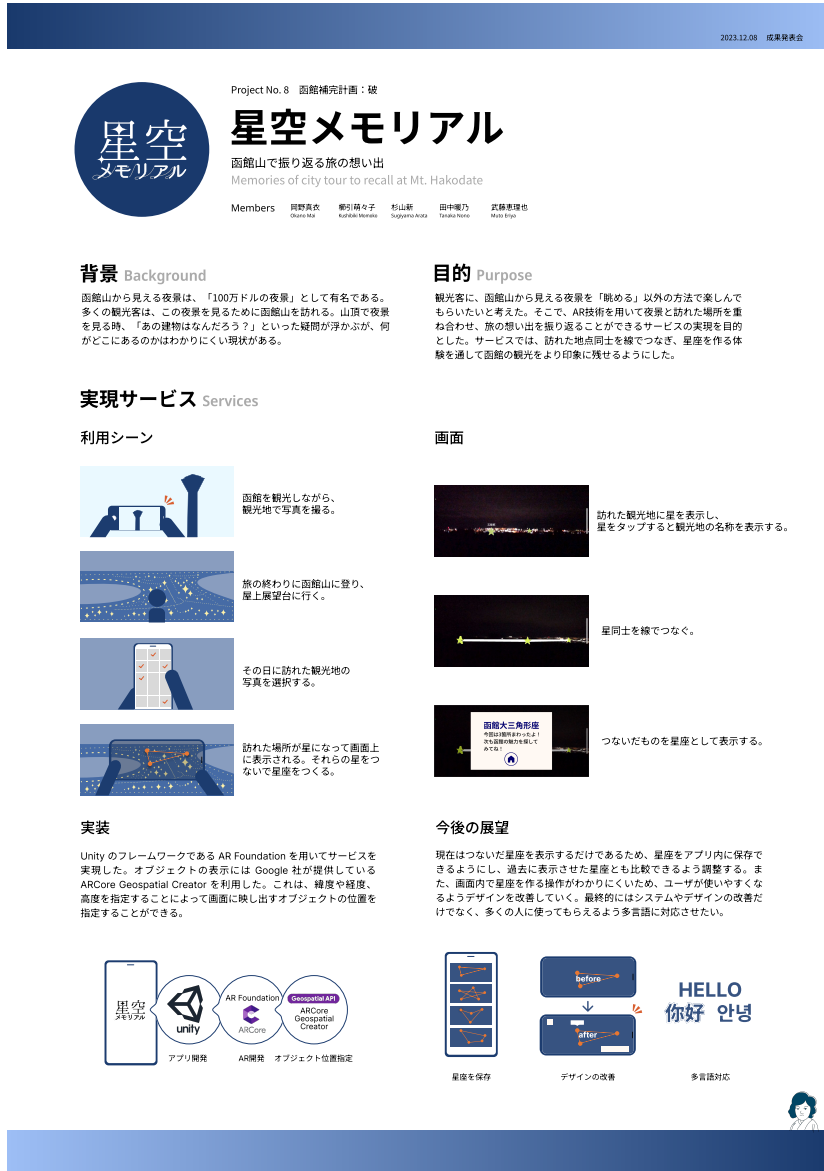 2023.12.08 成果発表会
星空
メモリアル
Project No. 8 函館補完計画：破
星空メモリアル
函館山で振り返る旅の想い出
Memories of city tour to recall at Mt. Hakodate
Members 岡野真衣 櫛引萌々子 杉山新 田中暖乃 武藤恵理也
Okano Mai Kushibiki Momoko Sugiyama Arata Tanaka Nono Muto Eriya
背景 Background
函館山から見える夜景は、「100万ドルの夜景」として有名である。
多くの観光客は、この夜景を見るために函館山を訪れる。山頂で夜景
を見る時、「あの建物はなんだろう？」といった疑問が浮かぶが、何
がどこにあるのかはわかりにくい現状がある。
目的 Purpose
観光客に、函館山から見える夜景を「眺める」以外の方法で楽しんで
もらいたいと考えた。そこで、AR技術を用いて夜景と訪れた場所を重
ね合わせ、旅の想い出を振り返ることができるサービスの実現を目的
とした。サービスでは、訪れた地点同士を線でつなぎ、星座を作る体
験を通して函館の観光をより印象に残せるようにした。
実現サービス Services
利用シーン
函館を観光しながら、
観光地で写真を撮る。
旅の終わりに函館山に登り、
屋上展望台に行く。
その日に訪れた観光地の
写真を選択する。
訪れた場所が星になって画面上
に表示される。それらの星をつ
ないで星座をつくる。
画面
訪れた観光地に星を表示し、
星をタップすると観光地の名称を表示する。
星同士を線でつなぐ。
函館大三角形座
今回は3箇所まわったよ！
次も函館の魅力を探して
みてね！
つないだものを星座として表示する。
実装
Unity のフレームワークである AR Foundation を用いてサービスを
実現した。オブジェクトの表示には Google 社が提供している
ARCore Geospatial Creator を利用した。これは、緯度や経度、
高度を指定することによって画面に映し出すオブジェクトの位置を
指定することができる。
星空
メモリアル
unity
AR Foundation
ARCore
Geospatial API
ARCore
Geospatial
Creator
アプリ開発 AR開発 オブジェクト位置指定
今後の展望
現在はつないだ星座を表示するだけであるため、星座をアプリ内に保存で
きるようにし、過去に表示させた星座とも比較できるよう調整する。ま
た、画面内で星座を作る操作がわかりにくいため、ユーザが使いやすくな
るようデザインを改善していく。最終的にはシステムやデザインの改善だ
けでなく、多くの人に使ってもらえるよう多言語に対応させたい。
before
after
HELLO
你好 안녕
星座を保存 デザインの改善 多言語対応